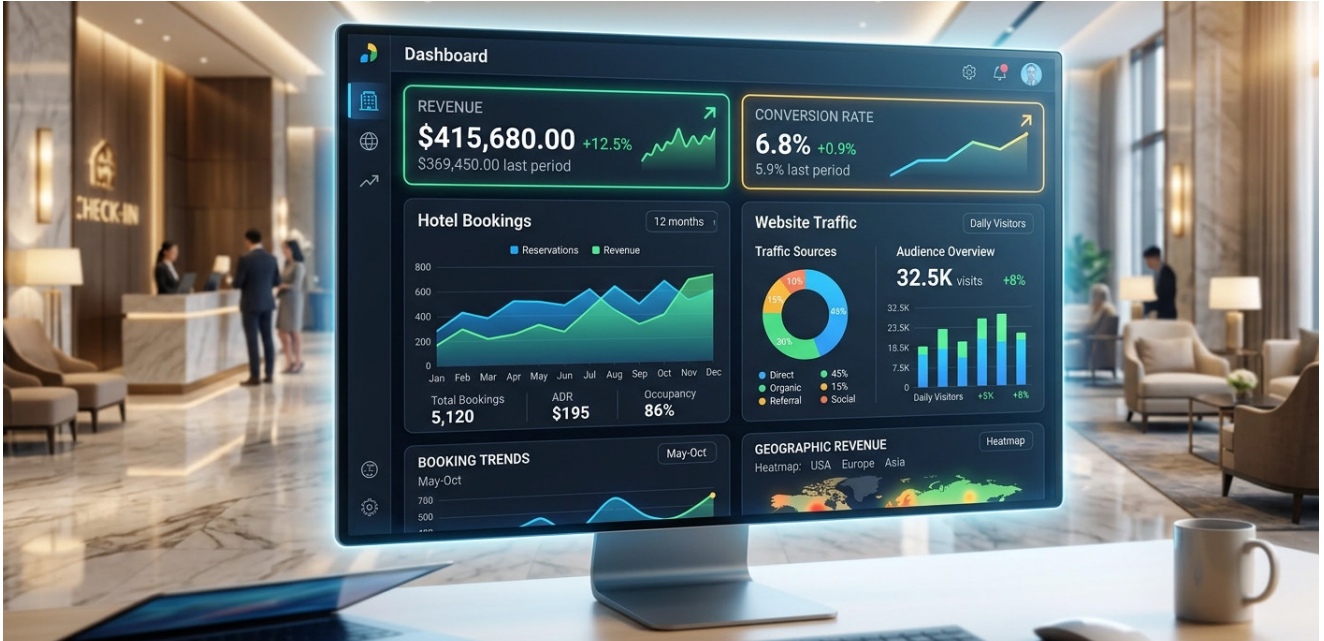 CHECK-IN
Dashboard
REVENUE
$415,680.00 +12.5%
$369,450.00 last period
CONVERSION RATE
6.8% +0.9%
5.9% last period
Hotel Bookings
12 months
Reservations Revenue
800
600
400
200
0
Jan Feb Mar Apr May Jun Jul Aug Sep Oct Nov Dec
Total Bookings
5,120
ADR
$195
Occupancy
86%
Website Traffic
Daily Visitors
Traffic Sources
10%
15%
30%
Direct 45%
Organic 15%
Referral Social
Audience Overview
32.5K visits +8%
32.5K
23.5K
18.5K
7.5K
0
Daily Visitors +8%
BOOKING TRENDS
May-Oct
May-Oct
700
500
GEOGRAPHIC REVENUE
Heatmap
Heatmap: USA Europe Asia